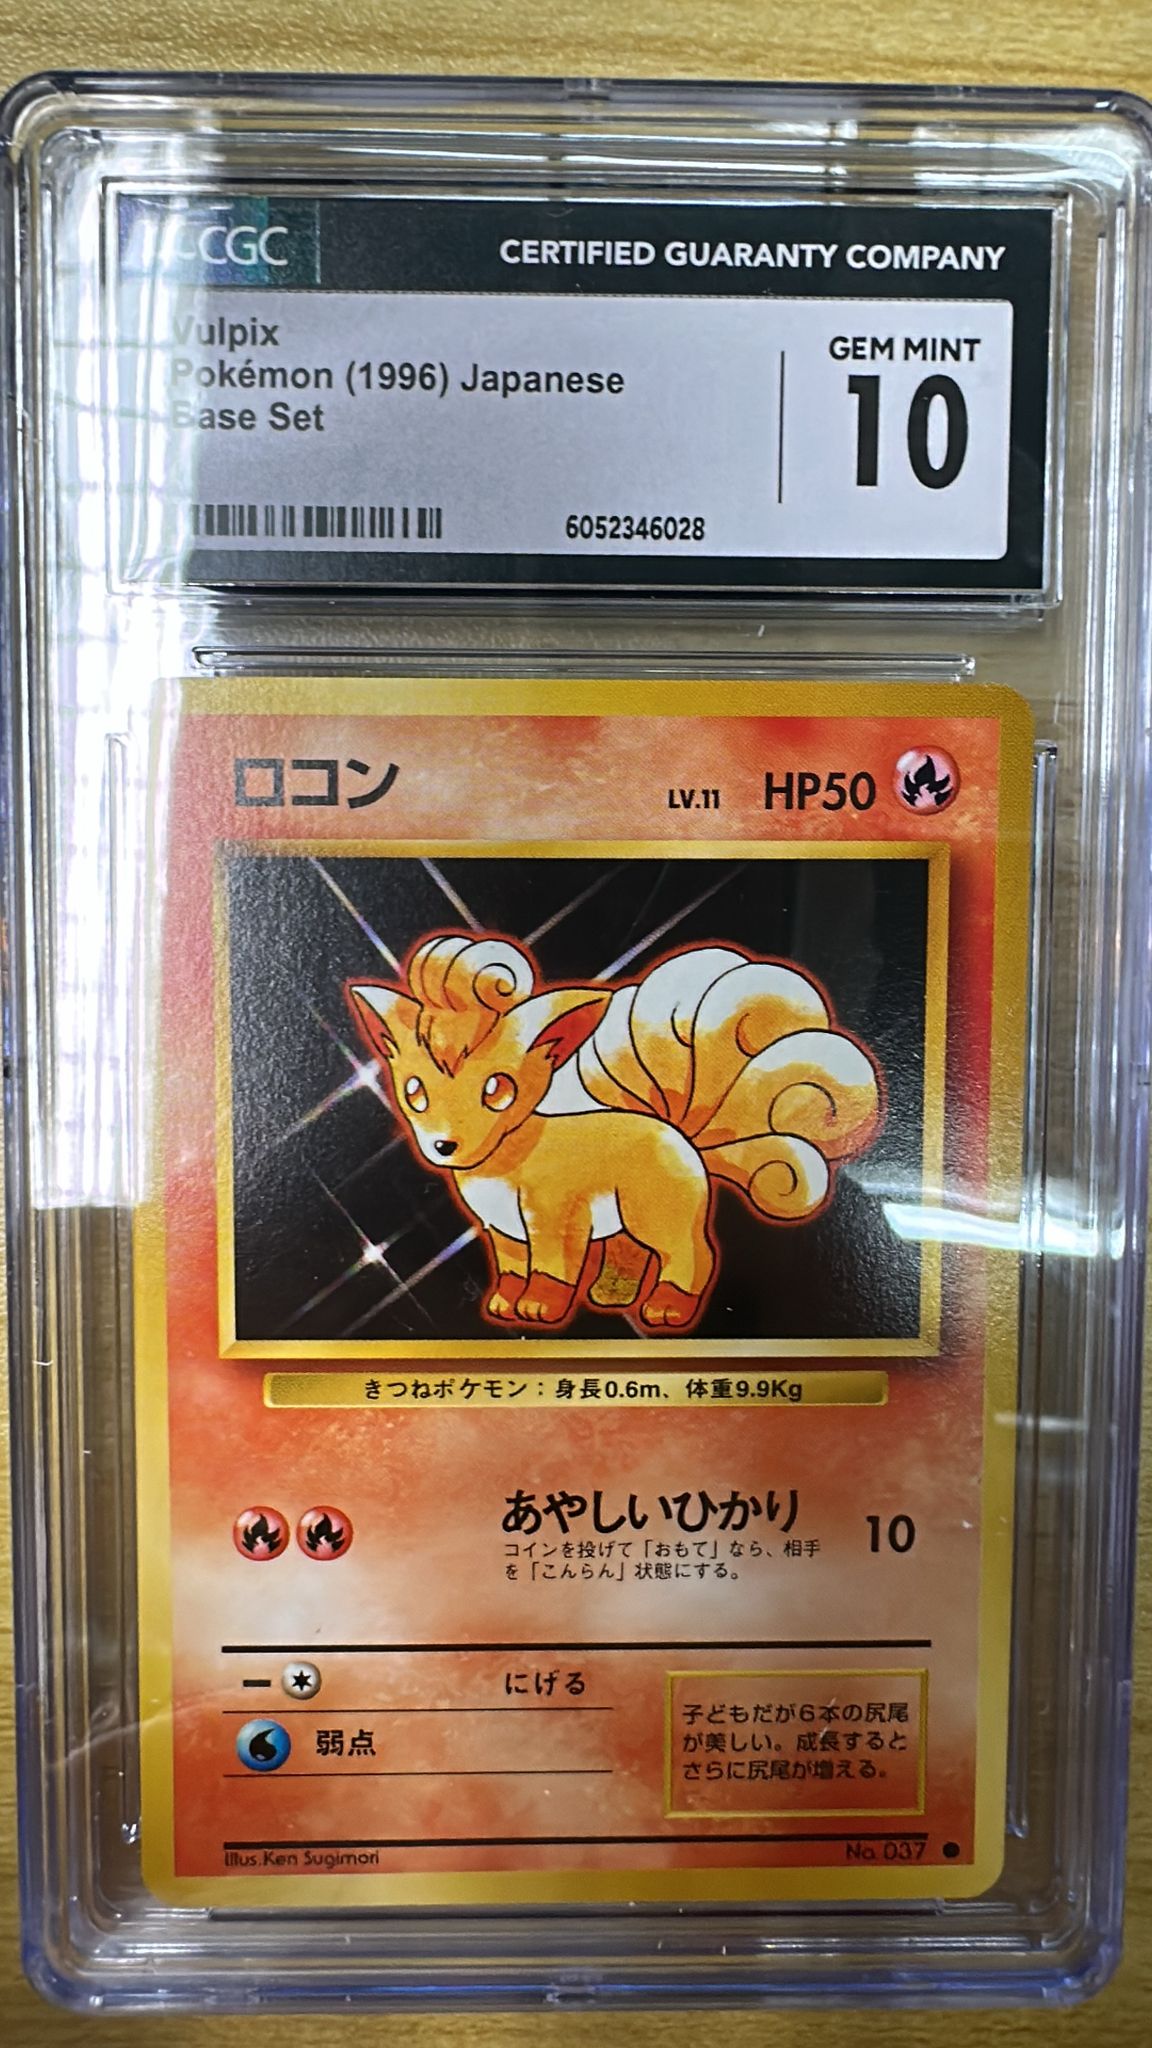 CGC
CERTIFIED GUARANTY COMPANY
Vulpix
Pokémon (1996) Japanese
Base Set
GEM MINT
10
6052346028
ロコン
LV.11 HP50
きつねポケモン：身長0.6m、体重9.9Kg
あやしいひかり 10
コインを投げて「おもて」なら、相手
を「こんらん」状態にする。
ー にげる
弱点
子どもだが６本の尻尾
が美しい。成長すると
さらに尻尾が増える。
Illus.Ken Sugimori
No. 037 ●